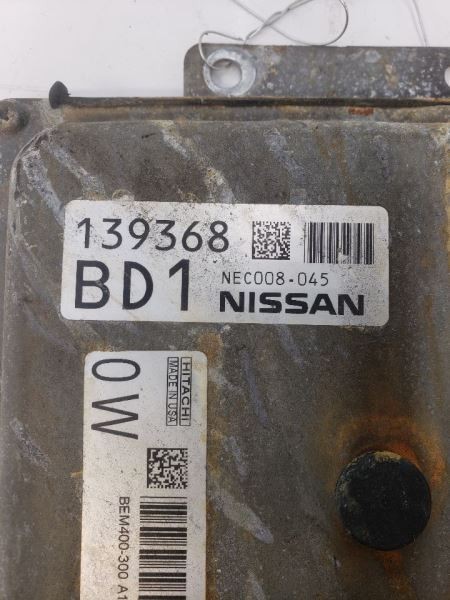 139368
BD1 NEC008-045
NISSAN
0W
HITACHI
MADE IN USA
BEM400-300 A1